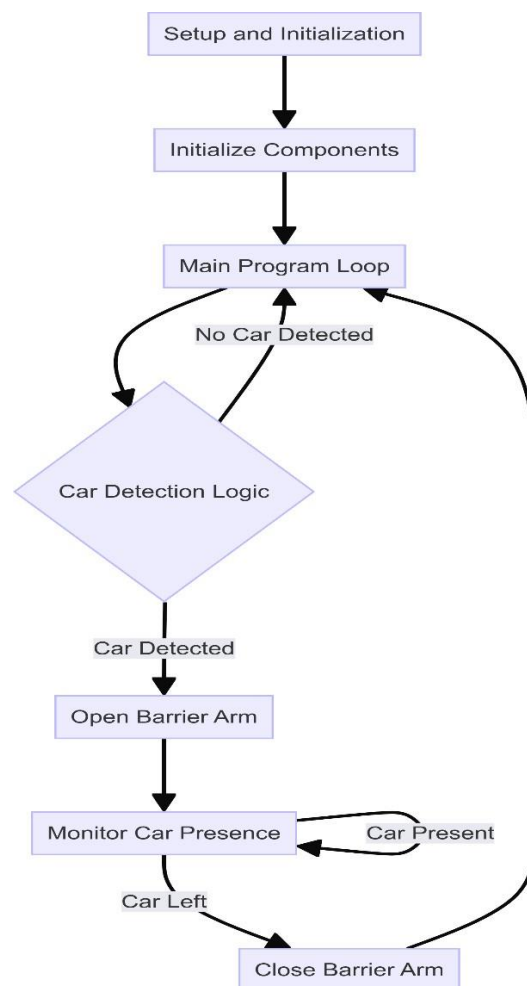 Setup and Initialization
Initialize Components
Main Program Loop
No Car Detected
Car Detection Logic
Car Detected
Open Barrier Arm
Monitor Car Presence
Car Present
Car Left
Close Barrier Arm